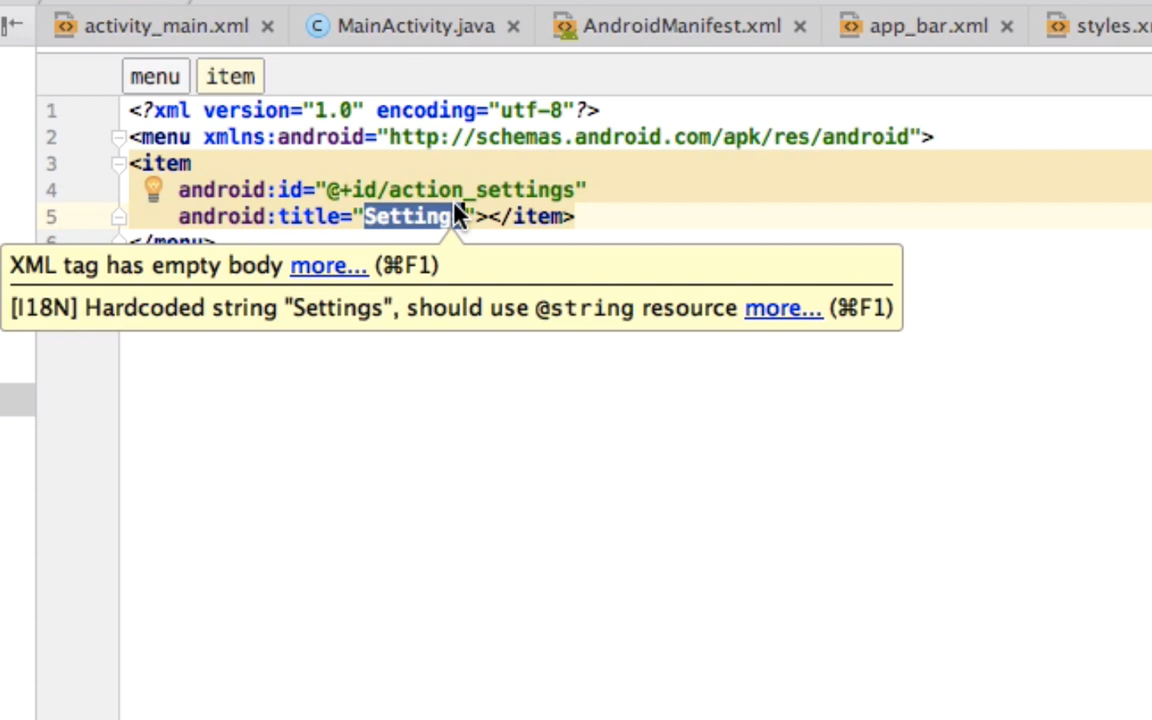 activity_main.xml MainActivity.java AndroidManifest.xml app_bar.xml
menu item
1 <?xml version="1.0" encoding="utf-8"?>
2 <menu xmlns:android="http://schemas.android.com/apk/res/android">
3 <item
4 android:id="@+id/action_settings"
5 android:title="Settings"></item>
</menu>
XML tag has empty body more... (⌘F1)
[I18N] Hardcoded string "Settings", should use @string resource more... (⌘F1)